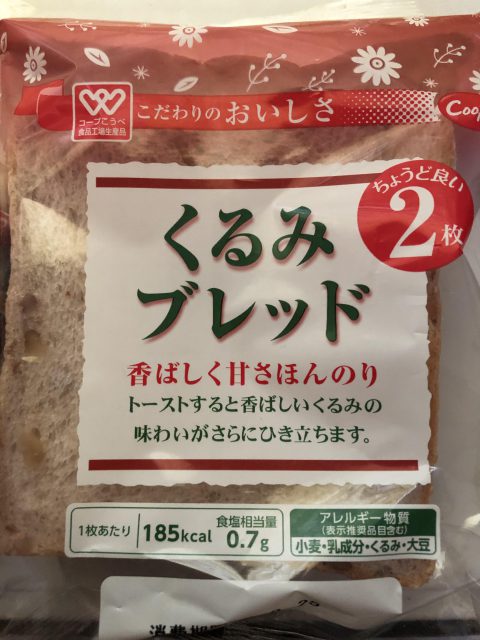 こだわりのおいしさ
Coop
コープこうべ
食品工場生産品
ちょうど良い
2枚
くるみ
ブレッド
香ばしく甘さほんのり
トーストすると香ばしいくるみの
味わいがさらにひき立ちます。
1枚あたり 185kcal 食塩相当量 0.7g
アレルギー物質
(表示推奨品目含む)
小麦・乳成分・くるみ・大豆
消費期限